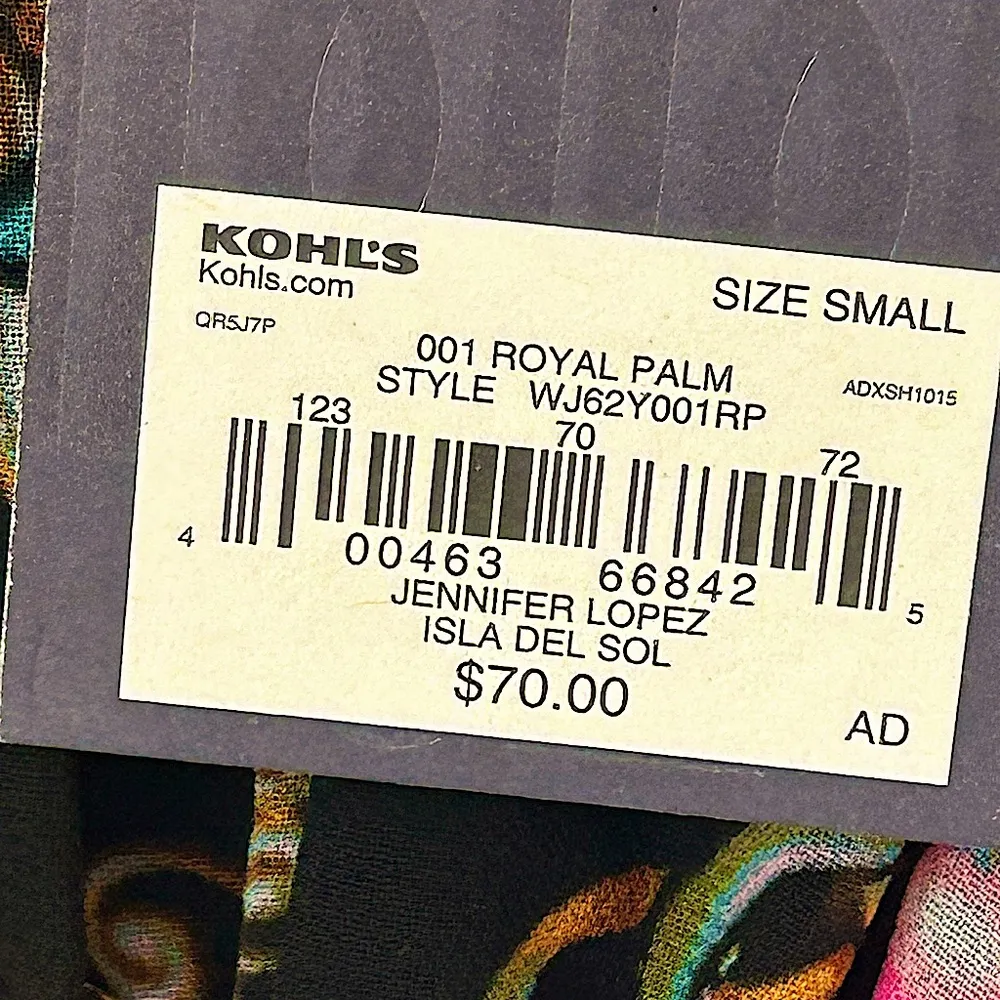 KOHL'S
Kohls.com
SIZE SMALL
QR5J7P
001 ROYAL PALM
ADXSH1015
STYLE WJ62Y001RP
123 70 72
4 00463 66842 5
JENNIFER LOPEZ
ISLA DEL SOL
$70.00
AD